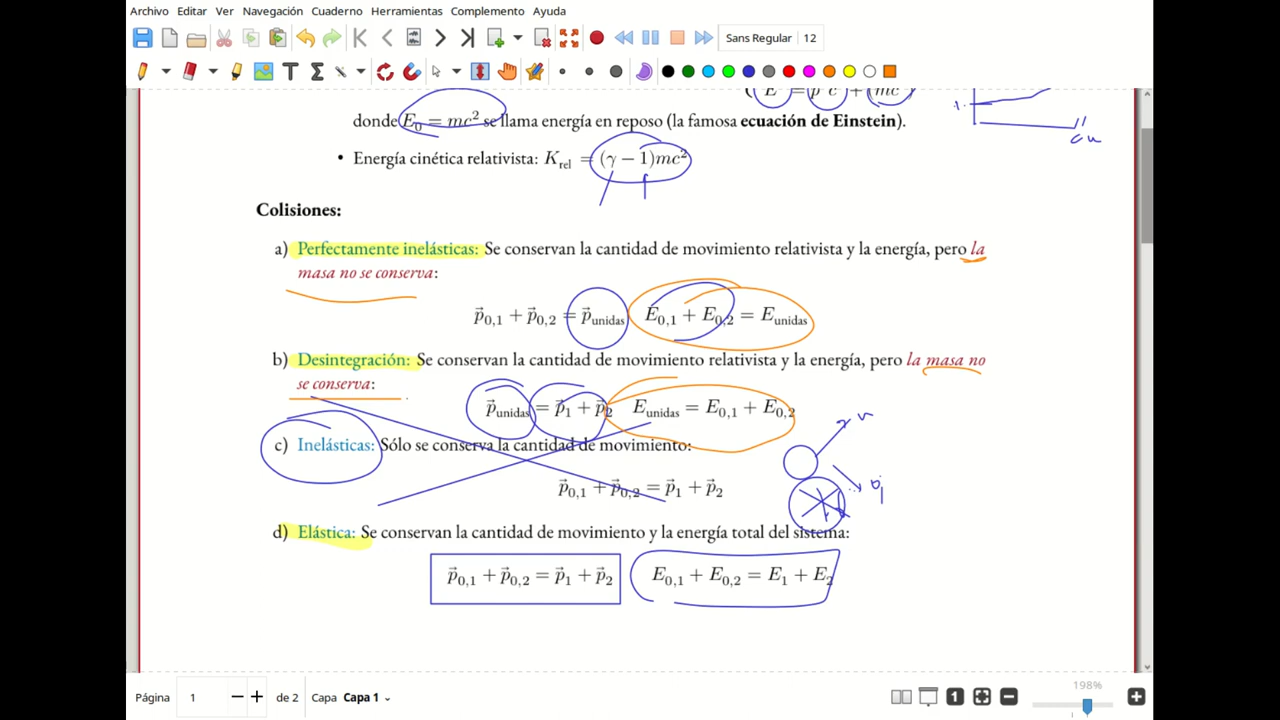 Archivo Editar Ver Navegación Cuaderno Herramientas Complemento Ayuda
Sans Regular 12
( E = p c + (mc
donde E₀ = mc² se llama energía en reposo (la famosa ecuación de Einstein).
• Energía cinética relativista: K_rel = (γ − 1)mc²
Colisiones:
a) Perfectamente inelásticas: Se conservan la cantidad de movimiento relativista y la energía, pero la
masa no se conserva:
p⃗₀,₁ + p⃗₀,₂ = p⃗_unidas E₀,₁ + E₀,₂ = E_unidas
b) Desintegración: Se conservan la cantidad de movimiento relativista y la energía, pero la masa no
se conserva:
p⃗_unidas = p⃗₁ + p⃗₂ E_unidas = E₀,₁ + E₀,₂
c) Inelásticas: Sólo se conserva la cantidad de movimiento:
p⃗₀,₁ + p⃗₀,₂ = p⃗₁ + p⃗₂
d) Elástica: Se conservan la cantidad de movimiento y la energía total del sistema:
p⃗₀,₁ + p⃗₀,₂ = p⃗₁ + p⃗₂ E₀,₁ + E₀,₂ = E₁ + E₂
Página 1 de 2 Capa Capa 1 198%